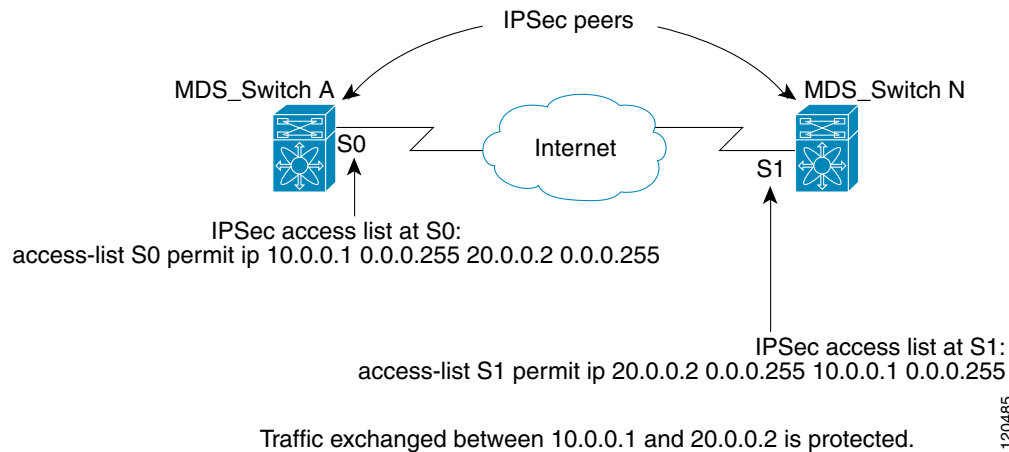 IPSec peers
MDS_Switch A
MDS_Switch N
S0
Internet
S1
IPSec access list at S0:
access-list S0 permit ip 10.0.0.1 0.0.0.255 20.0.0.2 0.0.0.255
IPSec access list at S1:
access-list S1 permit ip 20.0.0.2 0.0.0.255 10.0.0.1 0.0.0.255
Traffic exchanged between 10.0.0.1 and 20.0.0.2 is protected.
120485